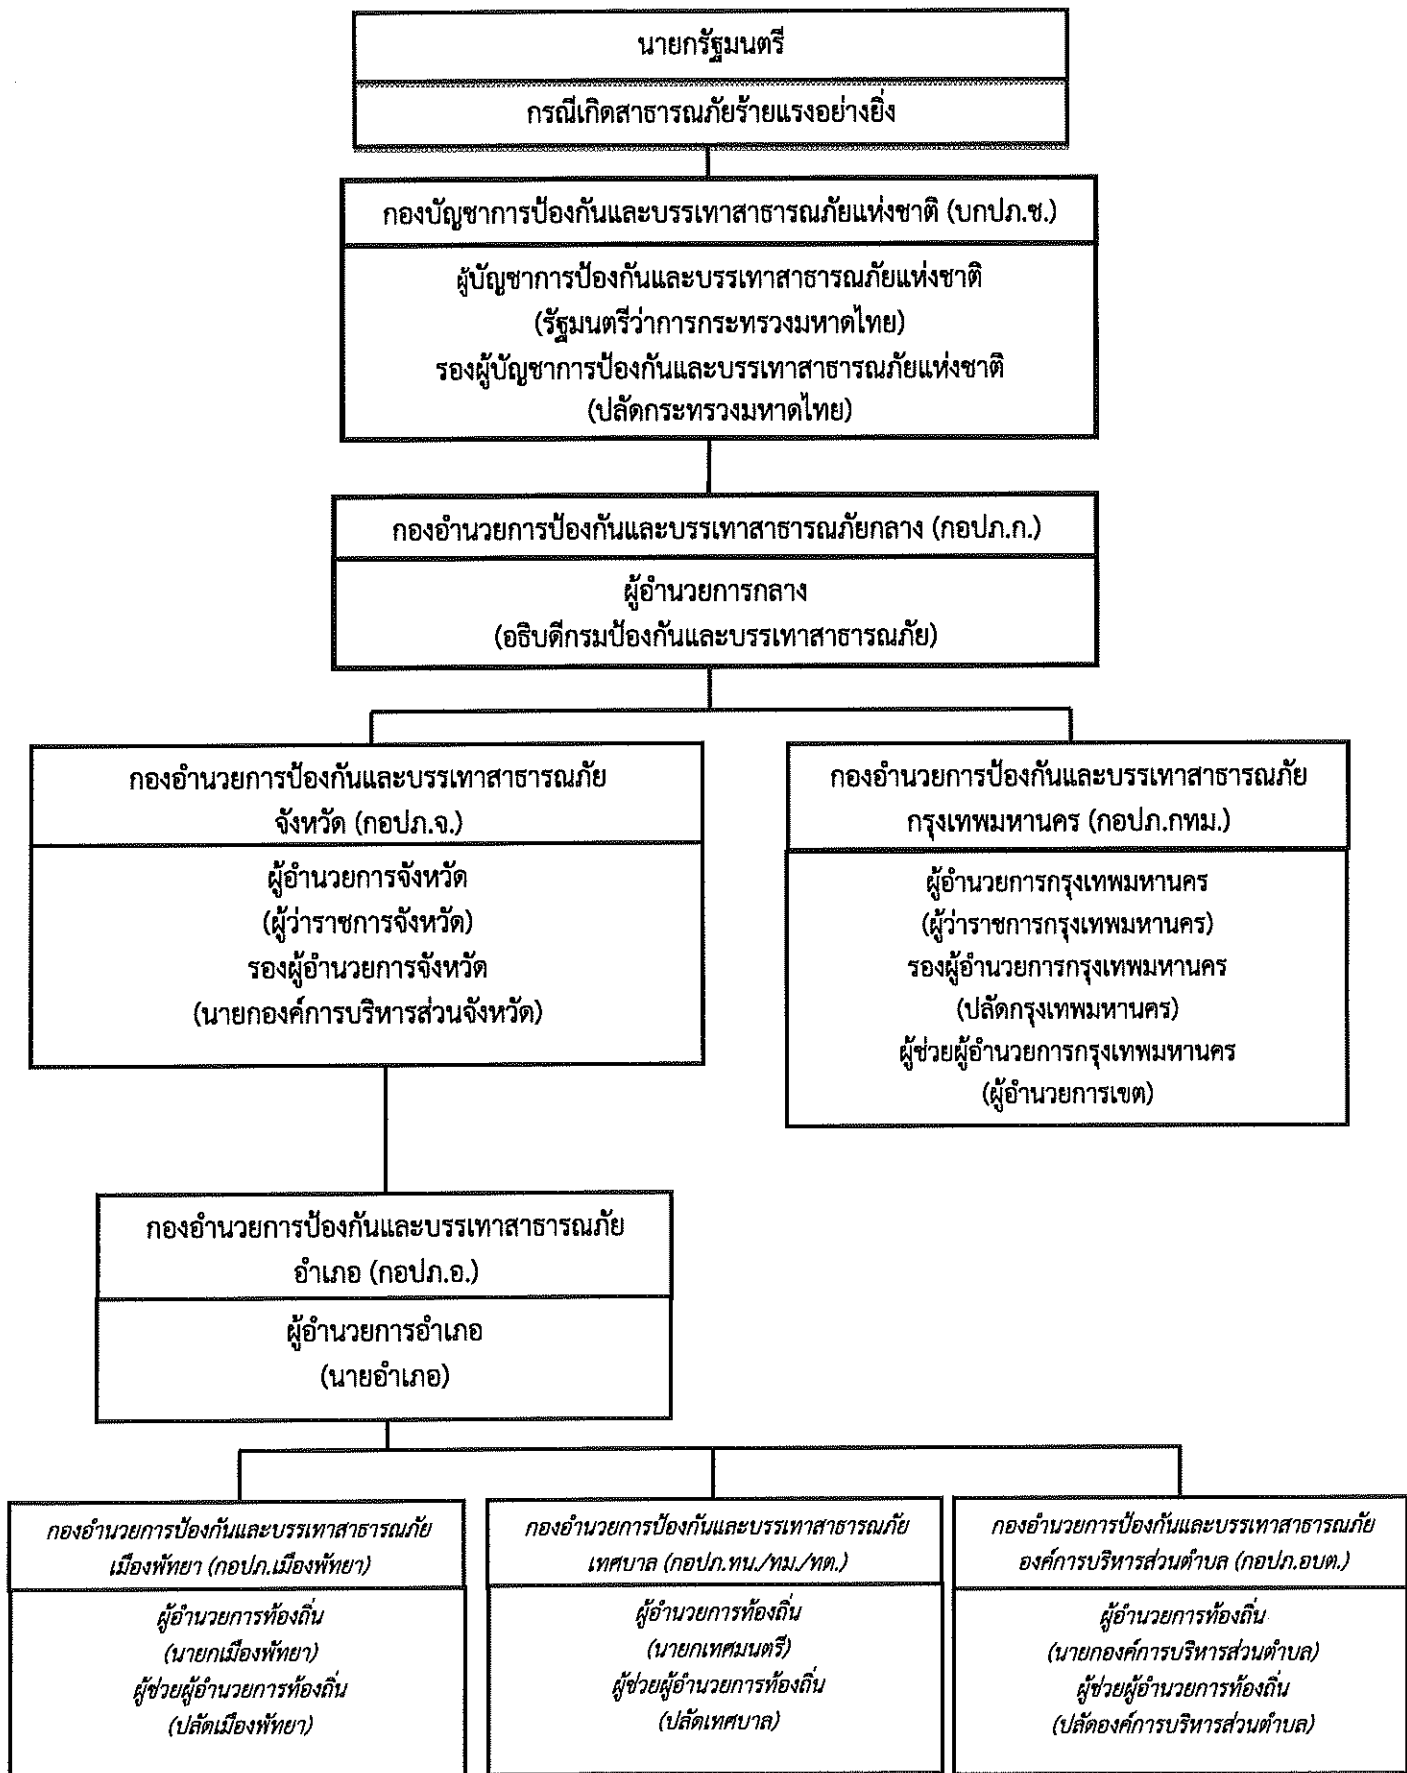 นายกรัฐมนตรี
กรณีเกิดสาธารณภัยร้ายแรงอย่างยิ่ง
กองบัญชาการป้องกันและบรรเทาสาธารณภัยแห่งชาติ (บกปภ.ช.)
ผู้บัญชาการป้องกันและบรรเทาสาธารณภัยแห่งชาติ
(รัฐมนตรีว่าการกระทรวงมหาดไทย)
รองผู้บัญชาการป้องกันและบรรเทาสาธารณภัยแห่งชาติ
(ปลัดกระทรวงมหาดไทย)
กองอำนวยการป้องกันและบรรเทาสาธารณภัยกลาง (กอปภ.ก.)
ผู้อำนวยการกลาง
(อธิบดีกรมป้องกันและบรรเทาสาธารณภัย)
กองอำนวยการป้องกันและบรรเทาสาธารณภัย
จังหวัด (กอปภ.จ.)
ผู้อำนวยการจังหวัด
(ผู้ว่าราชการจังหวัด)
รองผู้อำนวยการจังหวัด
(นายกองค์การบริหารส่วนจังหวัด)
กองอำนวยการป้องกันและบรรเทาสาธารณภัย
กรุงเทพมหานคร (กอปภ.กทม.)
ผู้อำนวยการกรุงเทพมหานคร
(ผู้ว่าราชการกรุงเทพมหานคร)
รองผู้อำนวยการกรุงเทพมหานคร
(ปลัดกรุงเทพมหานคร)
ผู้ช่วยผู้อำนวยการกรุงเทพมหานคร
(ผู้อำนวยการเขต)
กองอำนวยการป้องกันและบรรเทาสาธารณภัย
อำเภอ (กอปภ.อ.)
ผู้อำนวยการอำเภอ
(นายอำเภอ)
กองอำนวยการป้องกันและบรรเทาสาธารณภัย
เมืองพัทยา (กอปภ.เมืองพัทยา)
ผู้อำนวยการท้องถิ่น
(นายกเมืองพัทยา)
ผู้ช่วยผู้อำนวยการท้องถิ่น
(ปลัดเมืองพัทยา)
กองอำนวยการป้องกันและบรรเทาสาธารณภัย
เทศบาล (กอปภ.ทน./ทม./ทต.)
ผู้อำนวยการท้องถิ่น
(นายกเทศมนตรี)
ผู้ช่วยผู้อำนวยการท้องถิ่น
(ปลัดเทศบาล)
กองอำนวยการป้องกันและบรรเทาสาธารณภัย
องค์การบริหารส่วนตำบล (กอปภ.อบต.)
ผู้อำนวยการท้องถิ่น
(นายกองค์การบริหารส่วนตำบล)
ผู้ช่วยผู้อำนวยการท้องถิ่น
(ปลัดองค์การบริหารส่วนตำบล)